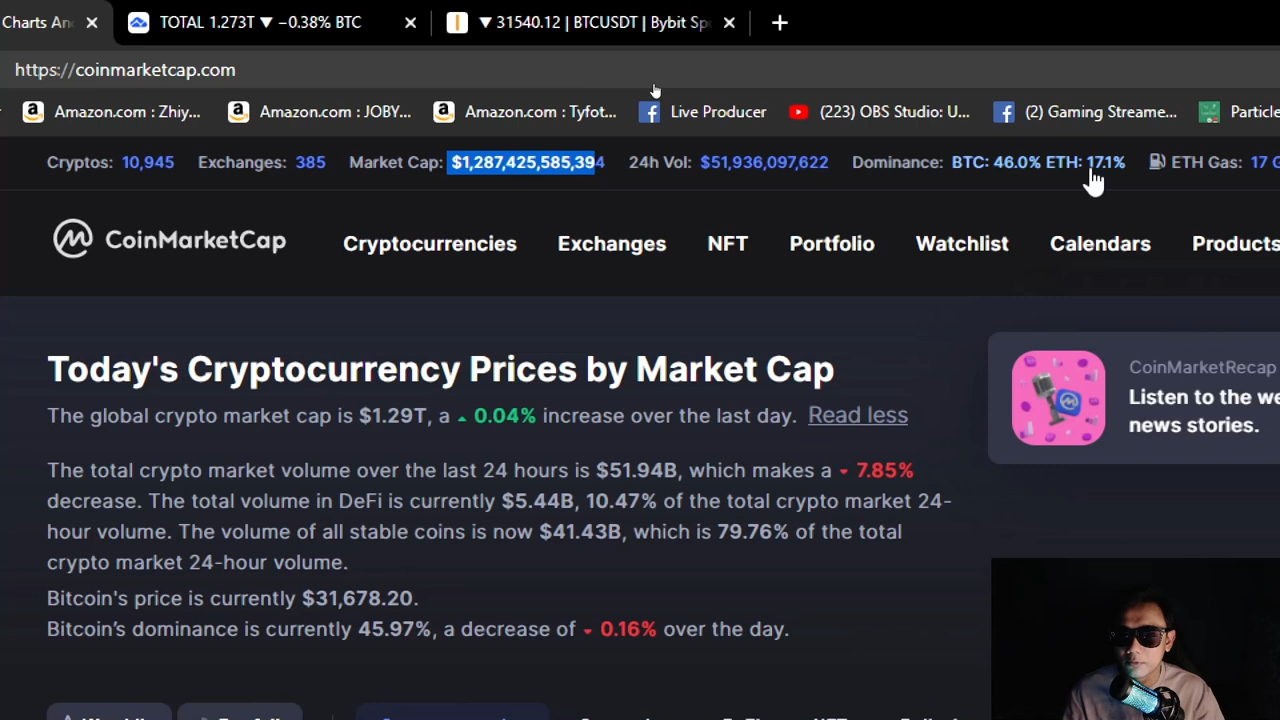 Charts An
TOTAL 1.273T ▼ −0.38% BTC
▼ 31540.12 | BTCUSDT | Bybit Sp
https://coinmarketcap.com
Amazon.com : Zhiy...
Amazon.com : JOBY...
Amazon.com : Tyfot...
Live Producer
(223) OBS Studio: U...
(2) Gaming Streame...
Particle
Cryptos: 10,945 Exchanges: 385 Market Cap: $1,287,425,585,394 24h Vol: $51,936,097,622 Dominance: BTC: 46.0% ETH: 17.1% ETH Gas: 17 G
CoinMarketCap
Cryptocurrencies Exchanges NFT Portfolio Watchlist Calendars Products
Today's Cryptocurrency Prices by Market Cap
The global crypto market cap is $1.29T, a ▲ 0.04% increase over the last day. Read less
The total crypto market volume over the last 24 hours is $51.94B, which makes a ▼ 7.85%
decrease. The total volume in DeFi is currently $5.44B, 10.47% of the total crypto market 24-
hour volume. The volume of all stable coins is now $41.43B, which is 79.76% of the total
crypto market 24-hour volume.
Bitcoin's price is currently $31,678.20.
Bitcoin’s dominance is currently 45.97%, a decrease of ▼ 0.16% over the day.
CoinMarketRecap
Listen to the we
news stories.